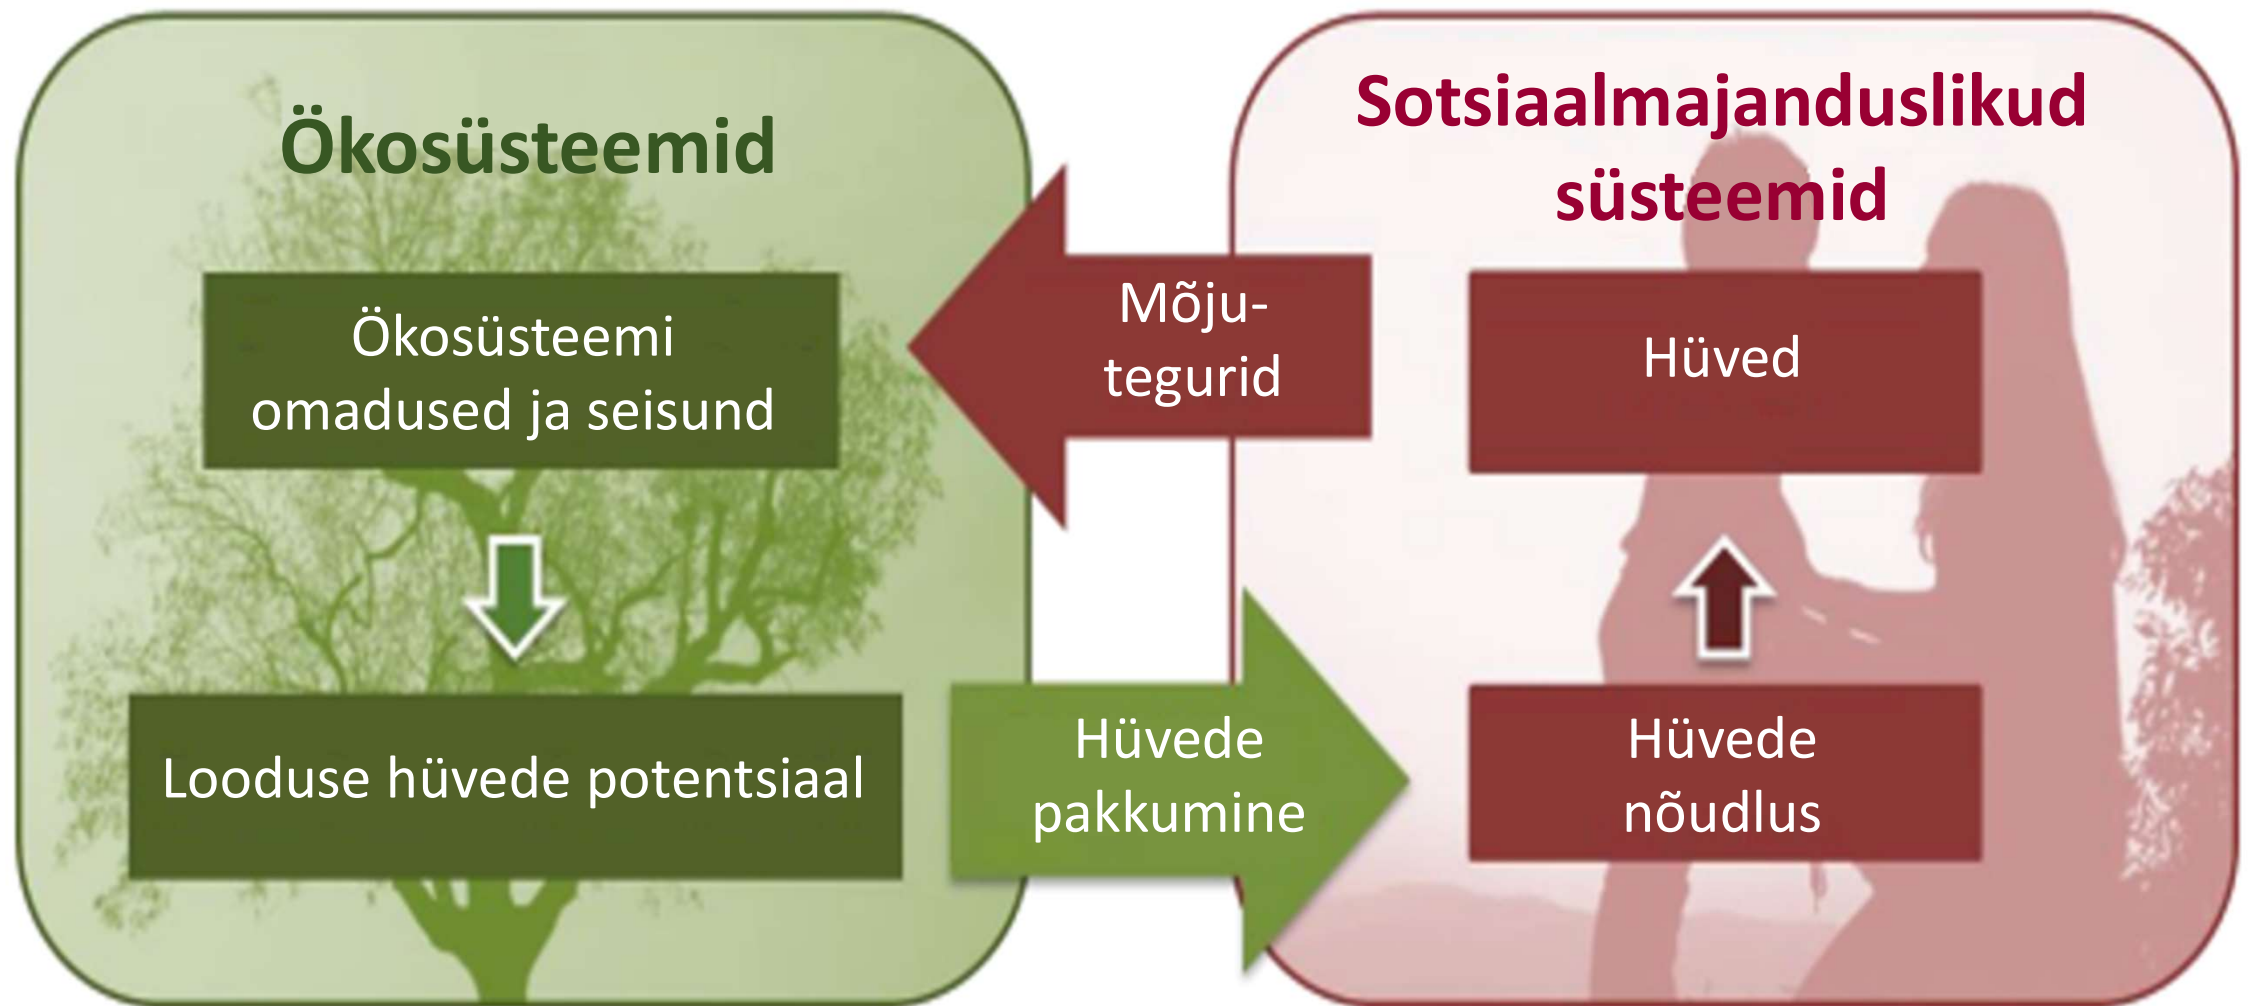 Ökosüsteemid
Ökosüsteemi
omadused ja seisund
Looduse hüvede potentsiaal
Mõju-
tegurid
Hüvede
pakkumine
Sotsiaalmajanduslikud
süsteemid
Hüved
Hüvede
nõudlus